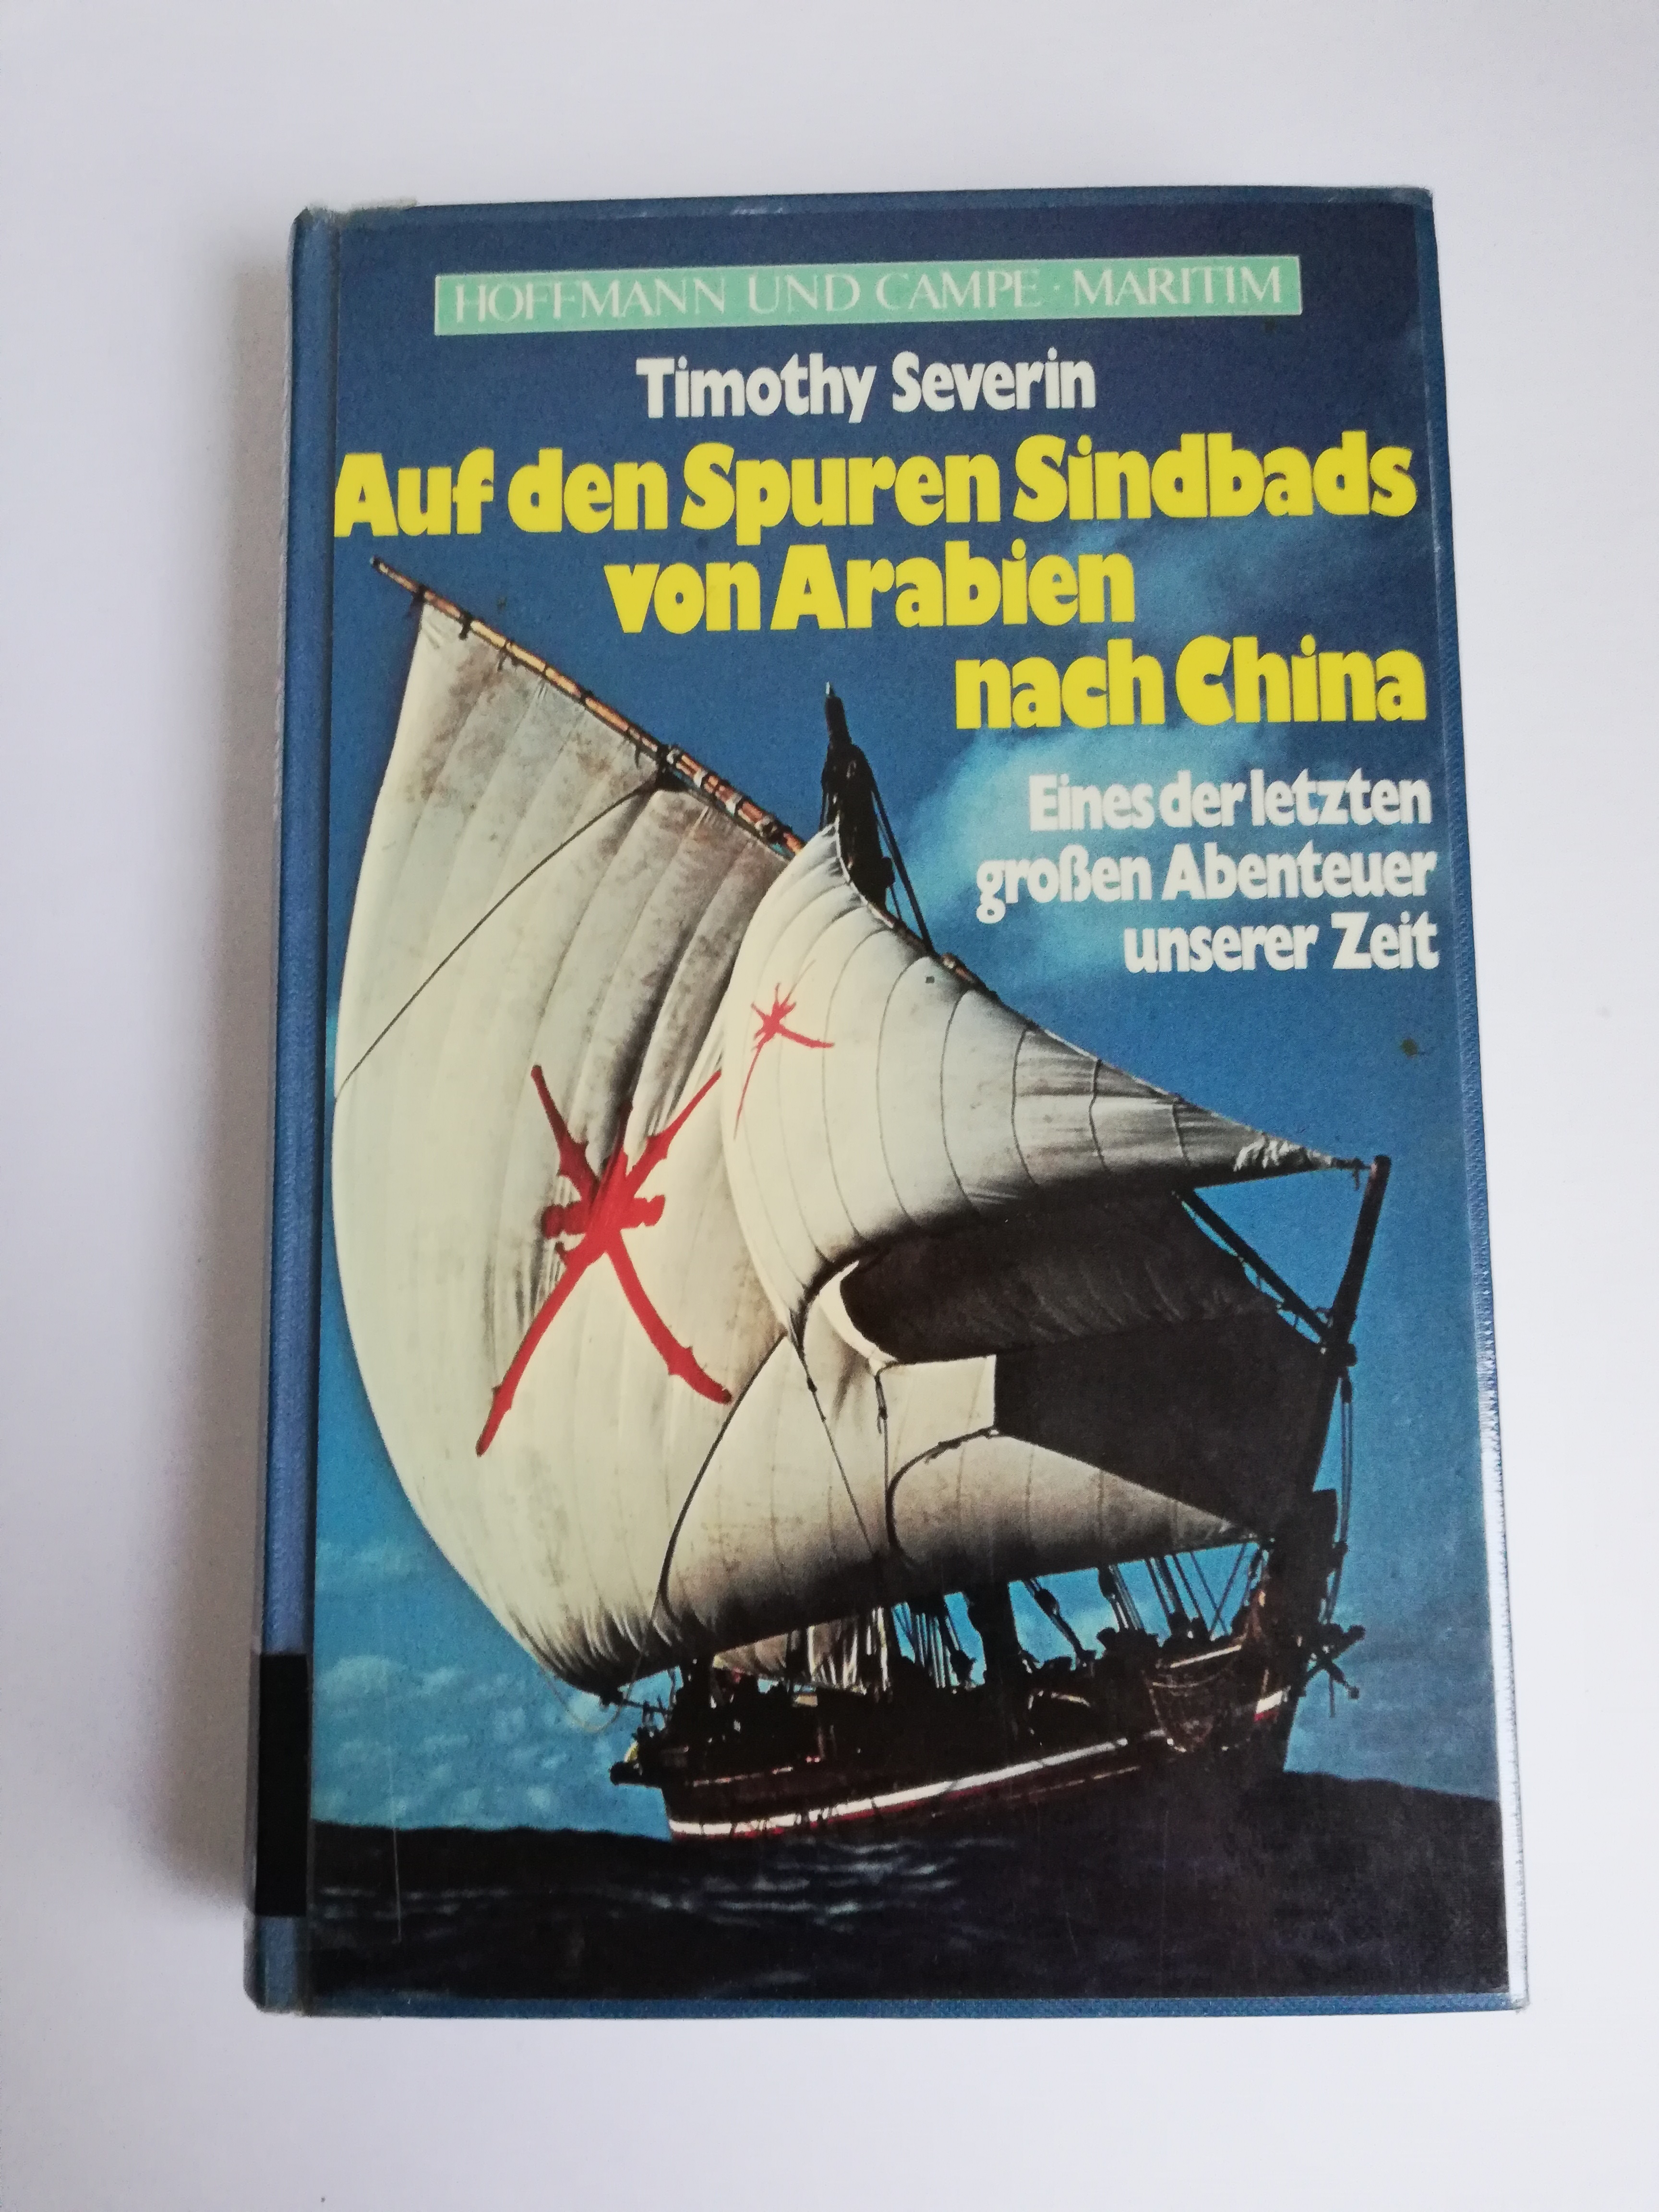 HOFFMANN UND CAMPE · MARITIM
Timothy Severin
Auf den Spuren Sindbads
von Arabien
nach China
Eines der letzten
großen Abenteuer
unserer Zeit